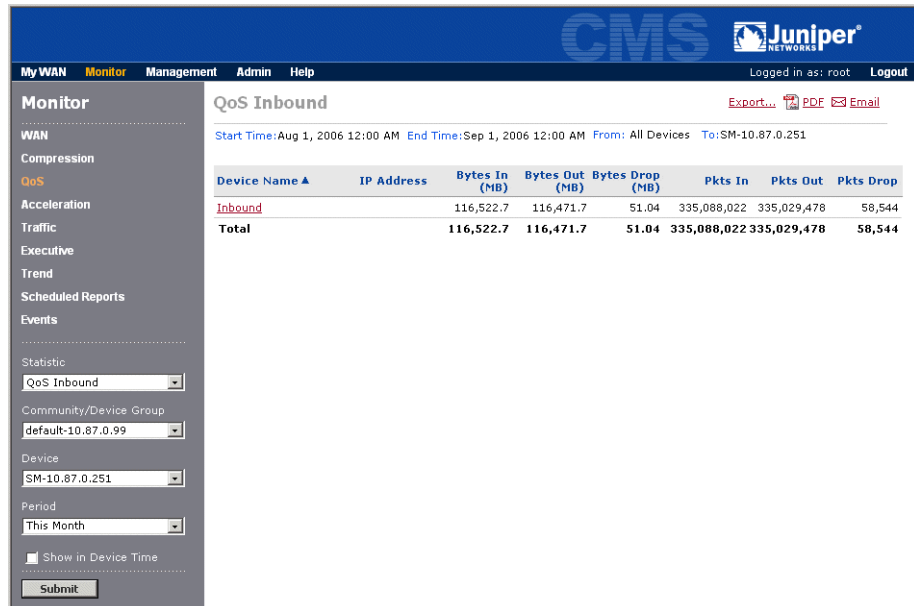 CMS
Juniper®
NETWORKS
My WAN Monitor Management Admin Help Logged in as: root Logout
Monitor
WAN
Compression
QoS
Acceleration
Traffic
Executive
Trend
Scheduled Reports
Events
Statistic
QoS Inbound
Community/Device Group
default-10.87.0.99
Device
SM-10.87.0.251
Period
This Month
Show in Device Time
Submit
QoS Inbound
Export... PDF Email
Start Time:Aug 1, 2006 12:00 AM End Time:Sep 1, 2006 12:00 AM From: All Devices To:SM-10.87.0.251
Device Name IP Address Bytes In (MB) Bytes Out (MB) Bytes Drop (MB) Pkts In Pkts Out Pkts Drop
Inbound 116,522.7 116,471.7 51.04 335,088,022 335,029,478 58,544
Total 116,522.7 116,471.7 51.04 335,088,022 335,029,478 58,544